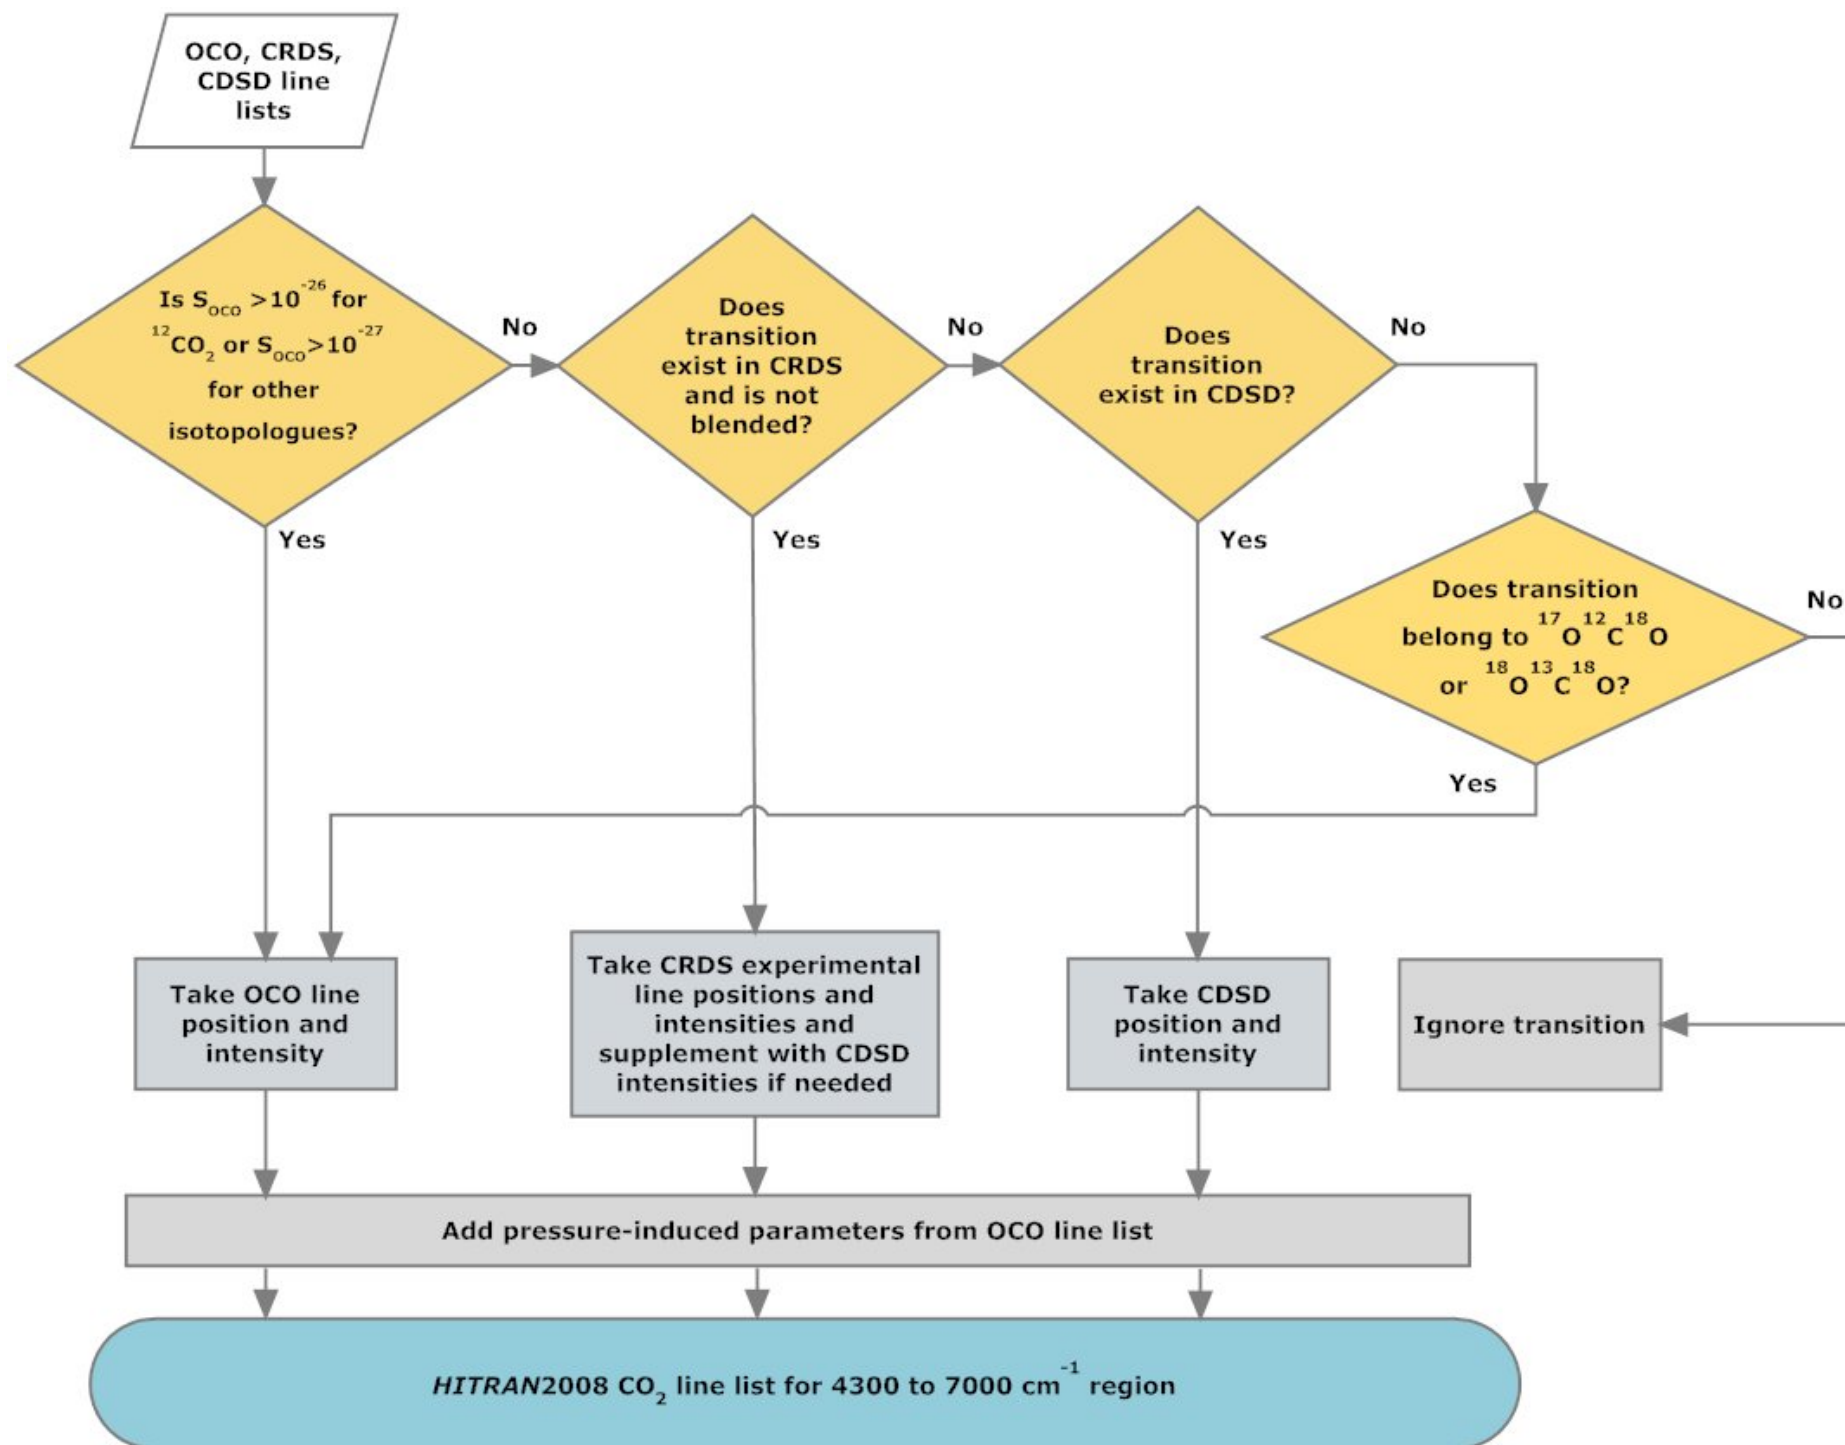 OCO, CRDS,
CDSD line
lists
Is S_OCO >10^-26 for
^12CO_2 or S_OCO>10^-27
for other
isotopologues?
No
Yes
Does
transition
exist in CRDS
and is not
blended?
No
Yes
Does
transition
exist in CDSD?
No
Yes
Does transition
belong to ^17O^12C^18O
or ^18O^13C^18O?
No
Yes
Take OCO line
position and
intensity
Take CRDS experimental
line positions and
intensities and
supplement with CDSD
intensities if needed
Take CDSD
position and
intensity
Ignore transition
Add pressure-induced parameters from OCO line list
HITRAN2008 CO_2 line list for 4300 to 7000 cm^-1 region